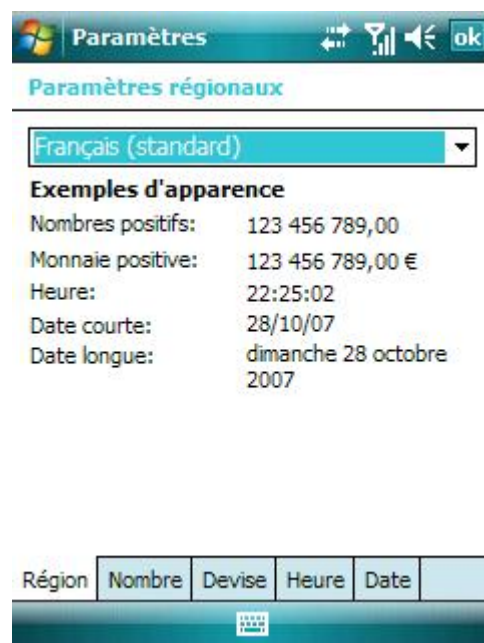 Paramètres ok
Paramètres régionaux
Français (standard)
Exemples d'apparence
Nombres positifs: 123 456 789,00
Monnaie positive: 123 456 789,00 €
Heure: 22:25:02
Date courte: 28/10/07
Date longue: dimanche 28 octobre
2007
Région Nombre Devise Heure Date